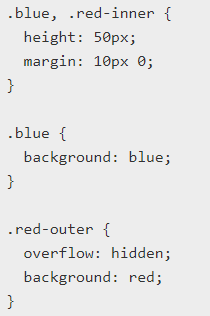 .blue, .red-inner {
  height: 50px;
  margin: 10px 0;
}

.blue {
  background: blue;
}

.red-outer {
  overflow: hidden;
  background: red;
}